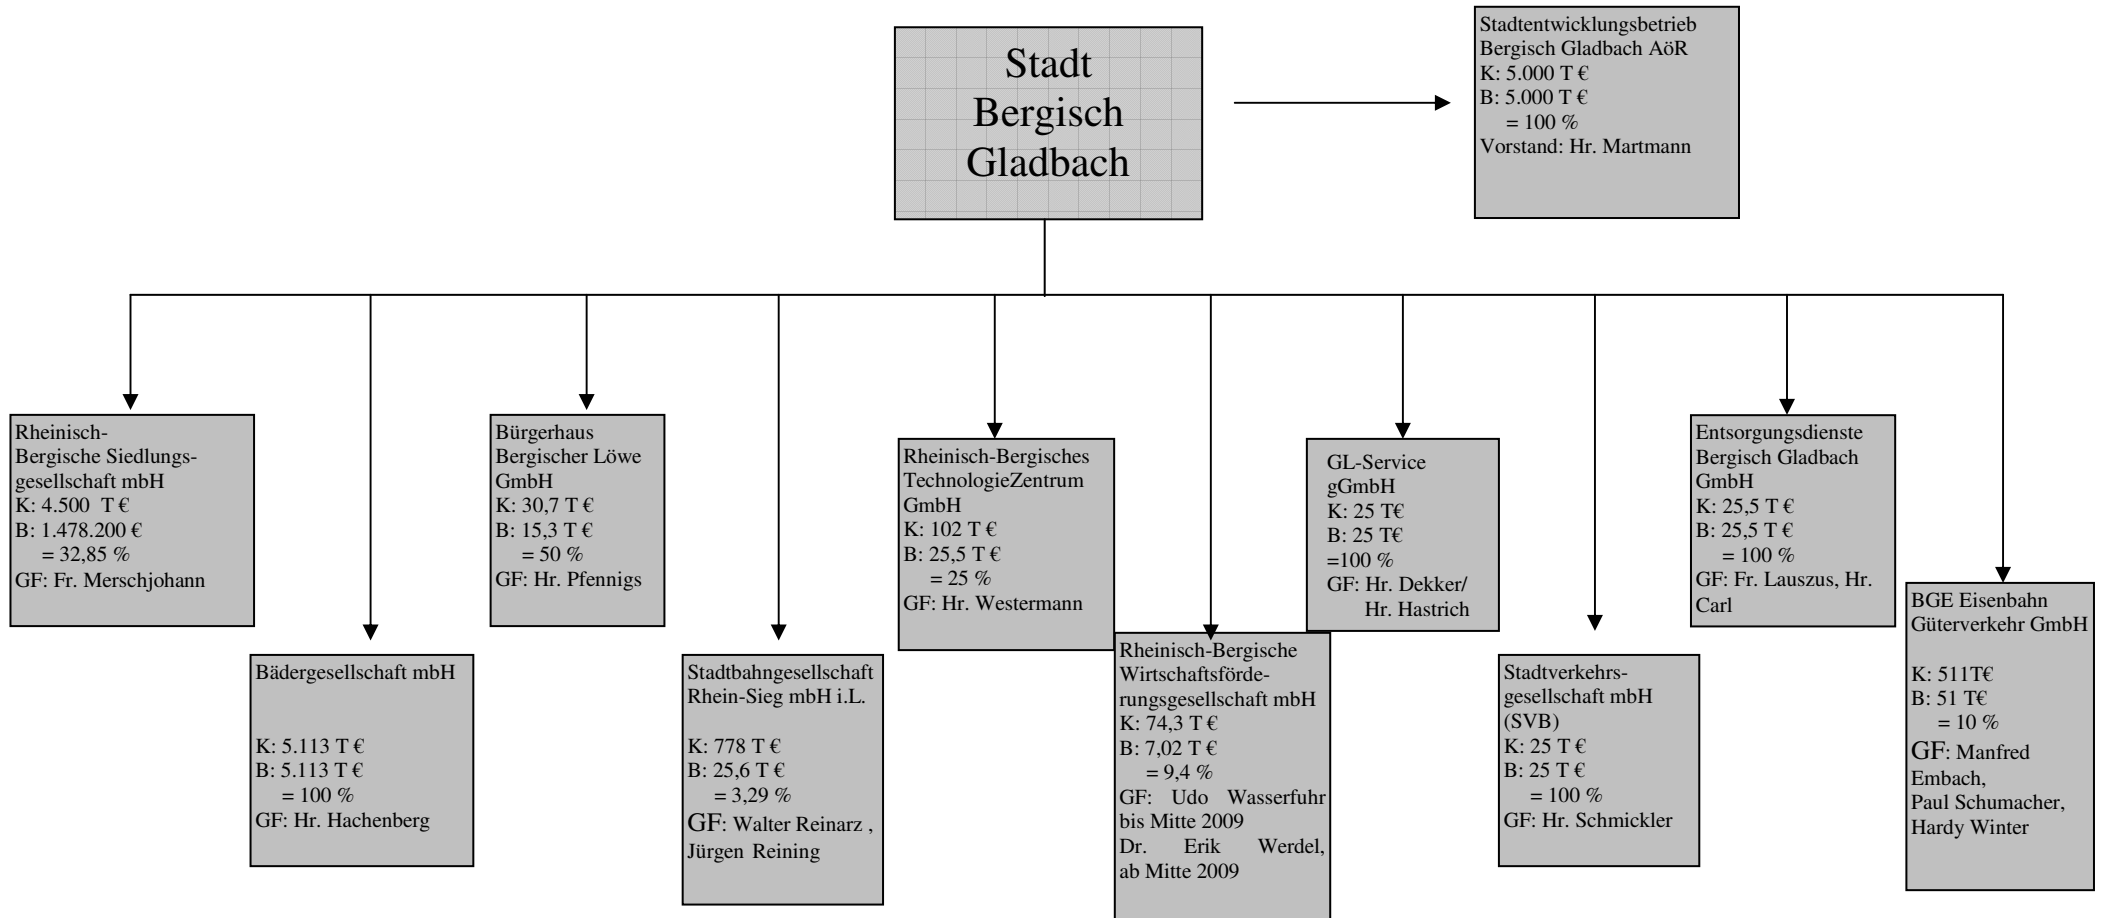 Stadt
Bergisch
Gladbach
Stadtentwicklungsbetrieb
Bergisch Gladbach AöR
K: 5.000 T €
B: 5.000 T €
= 100 %
Vorstand: Hr. Martmann
Rheinisch-
Bergische Siedlungs-
gesellschaft mbH
K: 4.500 T €
B: 1.478.200 €
= 32,85 %
GF: Fr. Merschjohann
Bädergesellschaft mbH
K: 5.113 T €
B: 5.113 T €
= 100 %
GF: Hr. Hachenberg
Bürgerhaus
Bergischer Löwe
GmbH
K: 30,7 T €
B: 15,3 T €
= 50 %
GF: Hr. Pfennigs
Stadtbahngesellschaft
Rhein-Sieg mbH i.L.
K: 778 T €
B: 25,6 T €
= 3,29 %
GF: Walter Reinarz ,
Jürgen Reining
Rheinisch-Bergisches
TechnologieZentrum
GmbH
K: 102 T €
B: 25,5 T €
= 25 %
GF: Hr. Westermann
Rheinisch-Bergische
Wirtschaftsförde-
rungsgesellschaft mbH
K: 74,3 T €
B: 7,02 T €
= 9,4 %
GF: Udo Wasserfuhr
bis Mitte 2009
Dr. Erik Werdel,
ab Mitte 2009
GL-Service
gGmbH
K: 25 T€
B: 25 T€
=100 %
GF: Hr. Dekker/
Hr. Hastrich
Stadtverkehrs-
gesellschaft mbH
(SVB)
K: 25 T €
B: 25 T €
= 100 %
GF: Hr. Schmickler
Entsorgungsdienste
Bergisch Gladbach
GmbH
K: 25,5 T €
B: 25,5 T €
= 100 %
GF: Fr. Lauszus, Hr.
Carl
BGE Eisenbahn
Güterverkehr GmbH
K: 511T€
B: 51 T€
= 10 %
GF: Manfred
Embach,
Paul Schumacher,
Hardy Winter